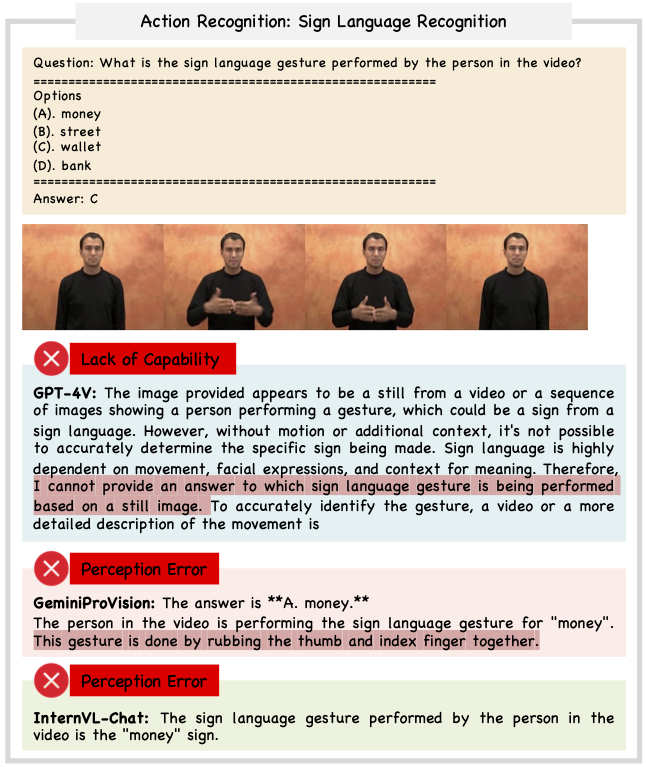 Action Recognition: Sign Language Recognition
Question: What is the sign language gesture performed by the person in the video?
==========================================================
Options
(A). money
(B). street
(C). wallet
(D). bank
==========================================================
Answer: C
Lack of Capability
GPT-4V: The image provided appears to be a still from a video or a sequence
of images showing a person performing a gesture, which could be a sign from a
sign language. However, without motion or additional context, it's not possible
to accurately determine the specific sign being made. Sign language is highly
dependent on movement, facial expressions, and context for meaning. Therefore,
I cannot provide an answer to which sign language gesture is being performed
based on a still image. To accurately identify the gesture, a video or a more
detailed description of the movement is
Perception Error
GeminiProVision: The answer is **A. money.**
The person in the video is performing the sign language gesture for "money".
This gesture is done by rubbing the thumb and index finger together.
Perception Error
InternVL-Chat: The sign language gesture performed by the person in the
video is the "money" sign.